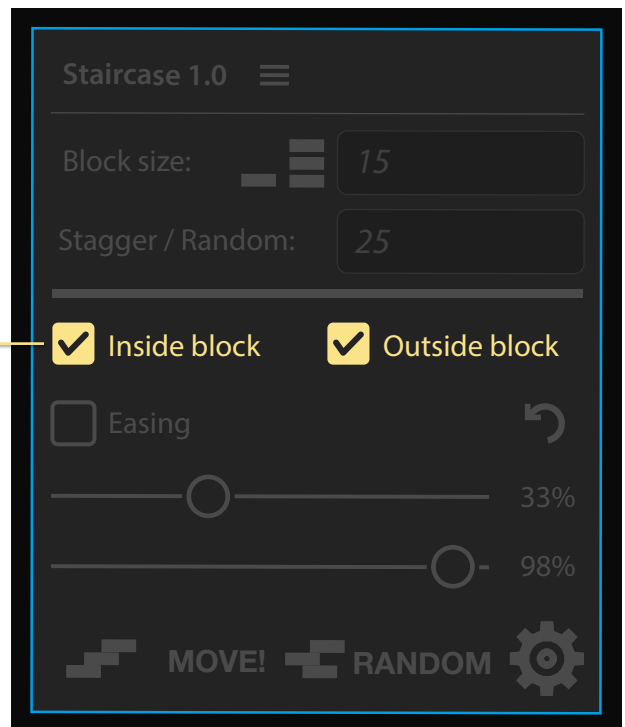 Staircase 1.0
Block size: 15
Stagger / Random: 25
Inside block Outside block
Easing
33%
98%
MOVE! RANDOM